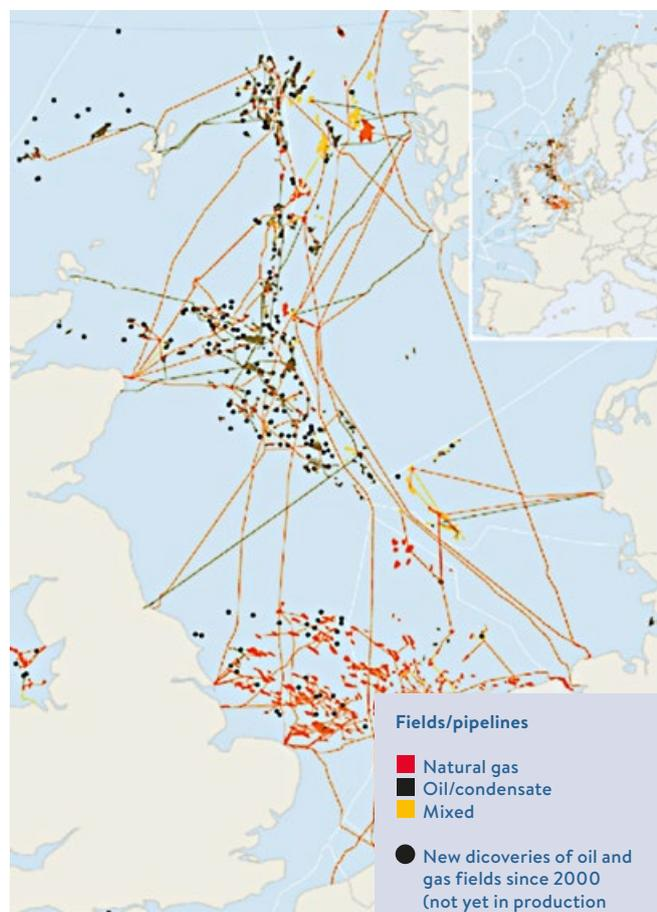 Fields/pipelines
Natural gas
Oil/condensate
Mixed
New dicoveries of oil and
gas fields since 2000
(not yet in production